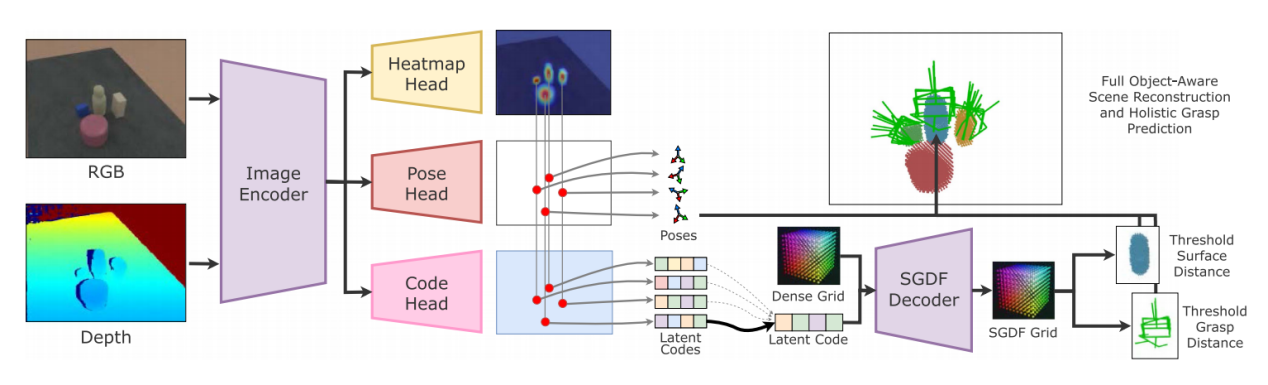 RGB
Depth
Image
Encoder
Heatmap
Head
Pose
Head
Code
Head
Poses
Latent
Codes
Dense Grid
Latent Code
SGDF
Decoder
SGDF Grid
Full Object-Aware
Scene Reconstruction
and Holistic Grasp
Prediction
Threshold
Surface
Distance
Threshold
Grasp
Distance